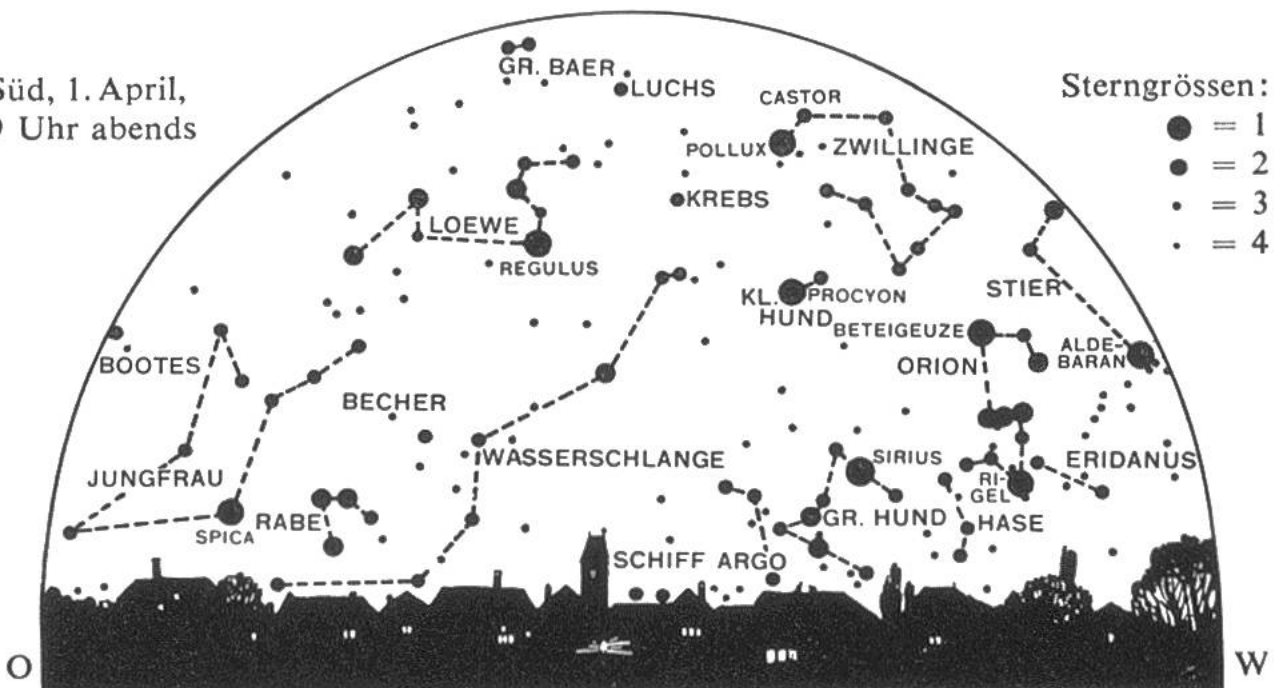 Süd, 1. April,
Uhr abends
GR. BAER
LUCHS
CASTOR
POLLUX
ZWILLINGE
KREBS
LOEWE
REGULUS
KL.
HUND
PROCYON
STIER
BETEIGEUZE
ORION
ALDE-
BARAN
BOOTES
BECHER
WASSERSCHLANGE
SIRIUS
ERIDANUS
JUNGFRAU
SPICA
RABE
RI-
GEL
HASE
GR. HUND
SCHIFF ARGO
Sterngrössen:
= 1
= 2
= 3
= 4
O
W